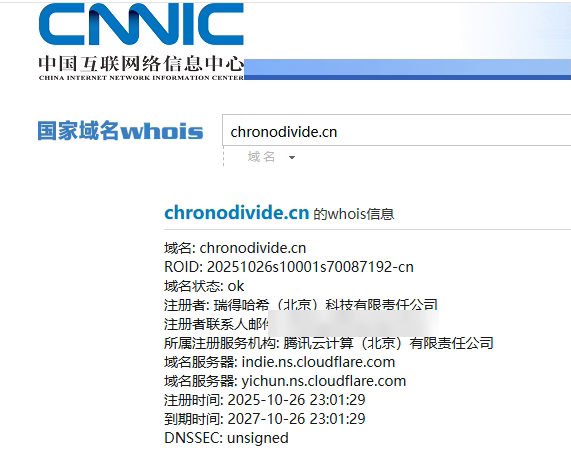 CNNIC
中国互联网络信息中心
CHINA INTERNET NETWORK INFORMATION CENTER
国家域名whois
chronodivide.cn
域名
chronodivide.cn 的whois信息
域名: chronodivide.cn
ROID: 20251026s10001s70087192-cn
域名状态: ok
注册者: 瑞得哈希（北京）科技有限责任公司
注册者联系人邮件
所属注册服务机构: 腾讯云计算（北京）有限责任公司
域名服务器: indie.ns.cloudflare.com
域名服务器: yichun.ns.cloudflare.com
注册时间: 2025-10-26 23:01:29
到期时间: 2027-10-26 23:01:29
DNSSEC: unsigned